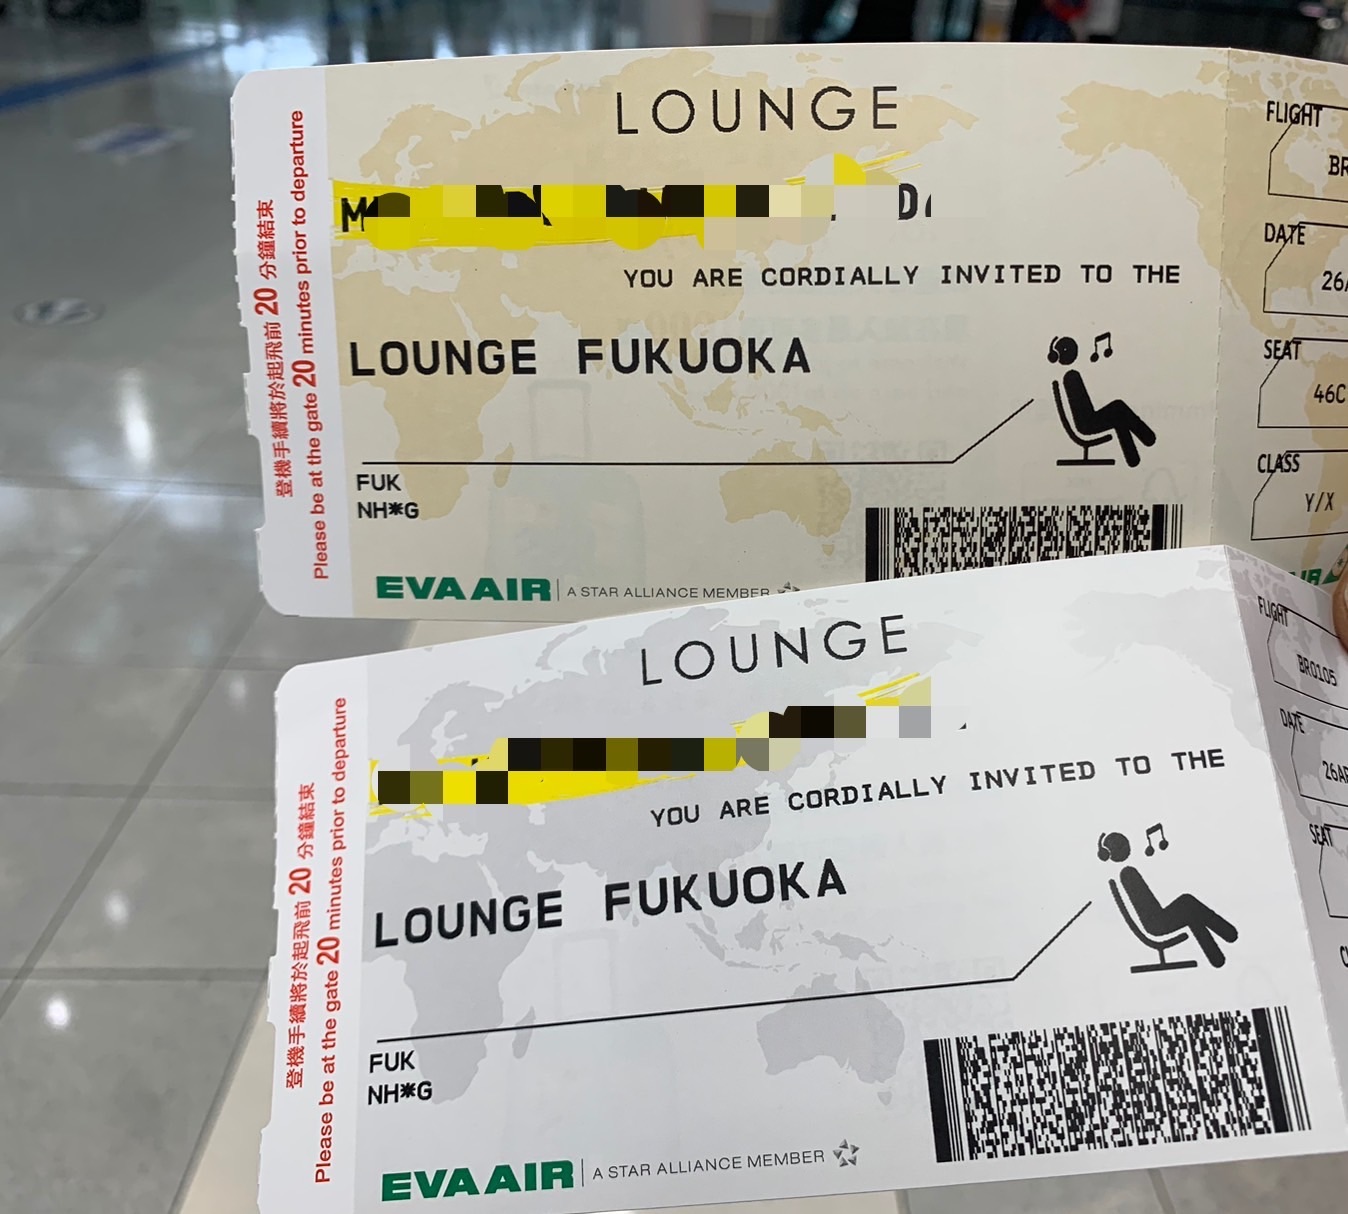 LOUNGE
YOU ARE CORDIALLY INVITED TO THE
LOUNGE FUKUOKA
FUK
NH*G
EVA AIR A STAR ALLIANCE MEMBER
登機手續將於起飛前 20 分鐘結束
Please be at the gate 20 minutes prior to departure
FLIGHT
BR
DATE
26
SEAT
46C
CLASS
Y/X
LOUNGE
YOU ARE CORDIALLY INVITED TO THE
LOUNGE FUKUOKA
FUK
NH*G
EVA AIR A STAR ALLIANCE MEMBER
登機手續將於起飛前 20 分鐘結束
Please be at the gate 20 minutes prior to departure
FLIGHT
BR0105
DATE
26AP
SEAT